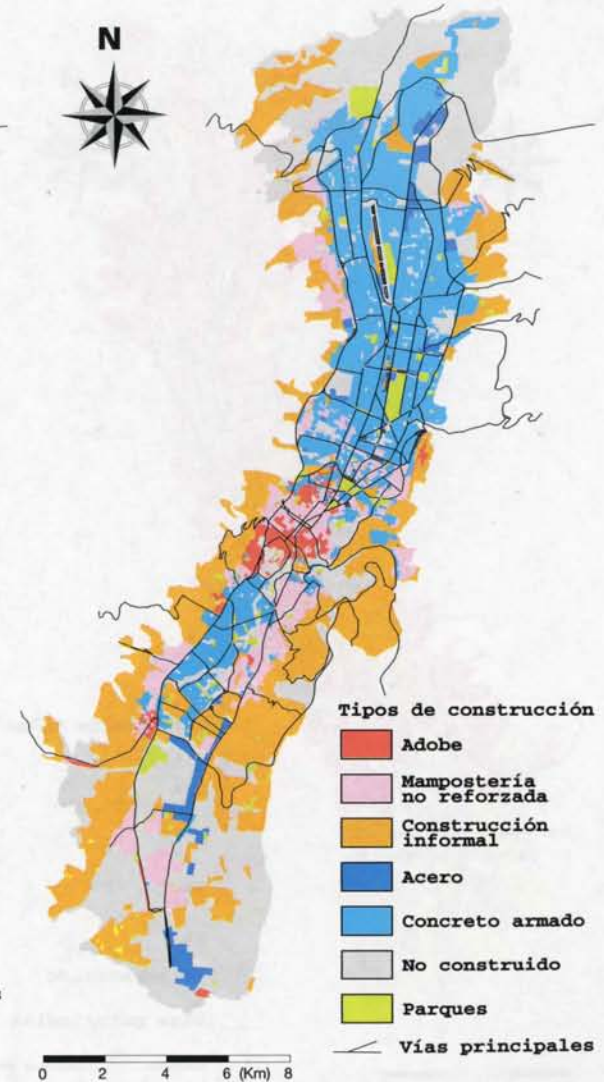 N
Tipos de construcción
Adobe
Mampostería
no reforzada
Construcción
informal
Acero
Concreto armado
No construido
Parques
Vías principales
0 2 4 6 (Km) 8